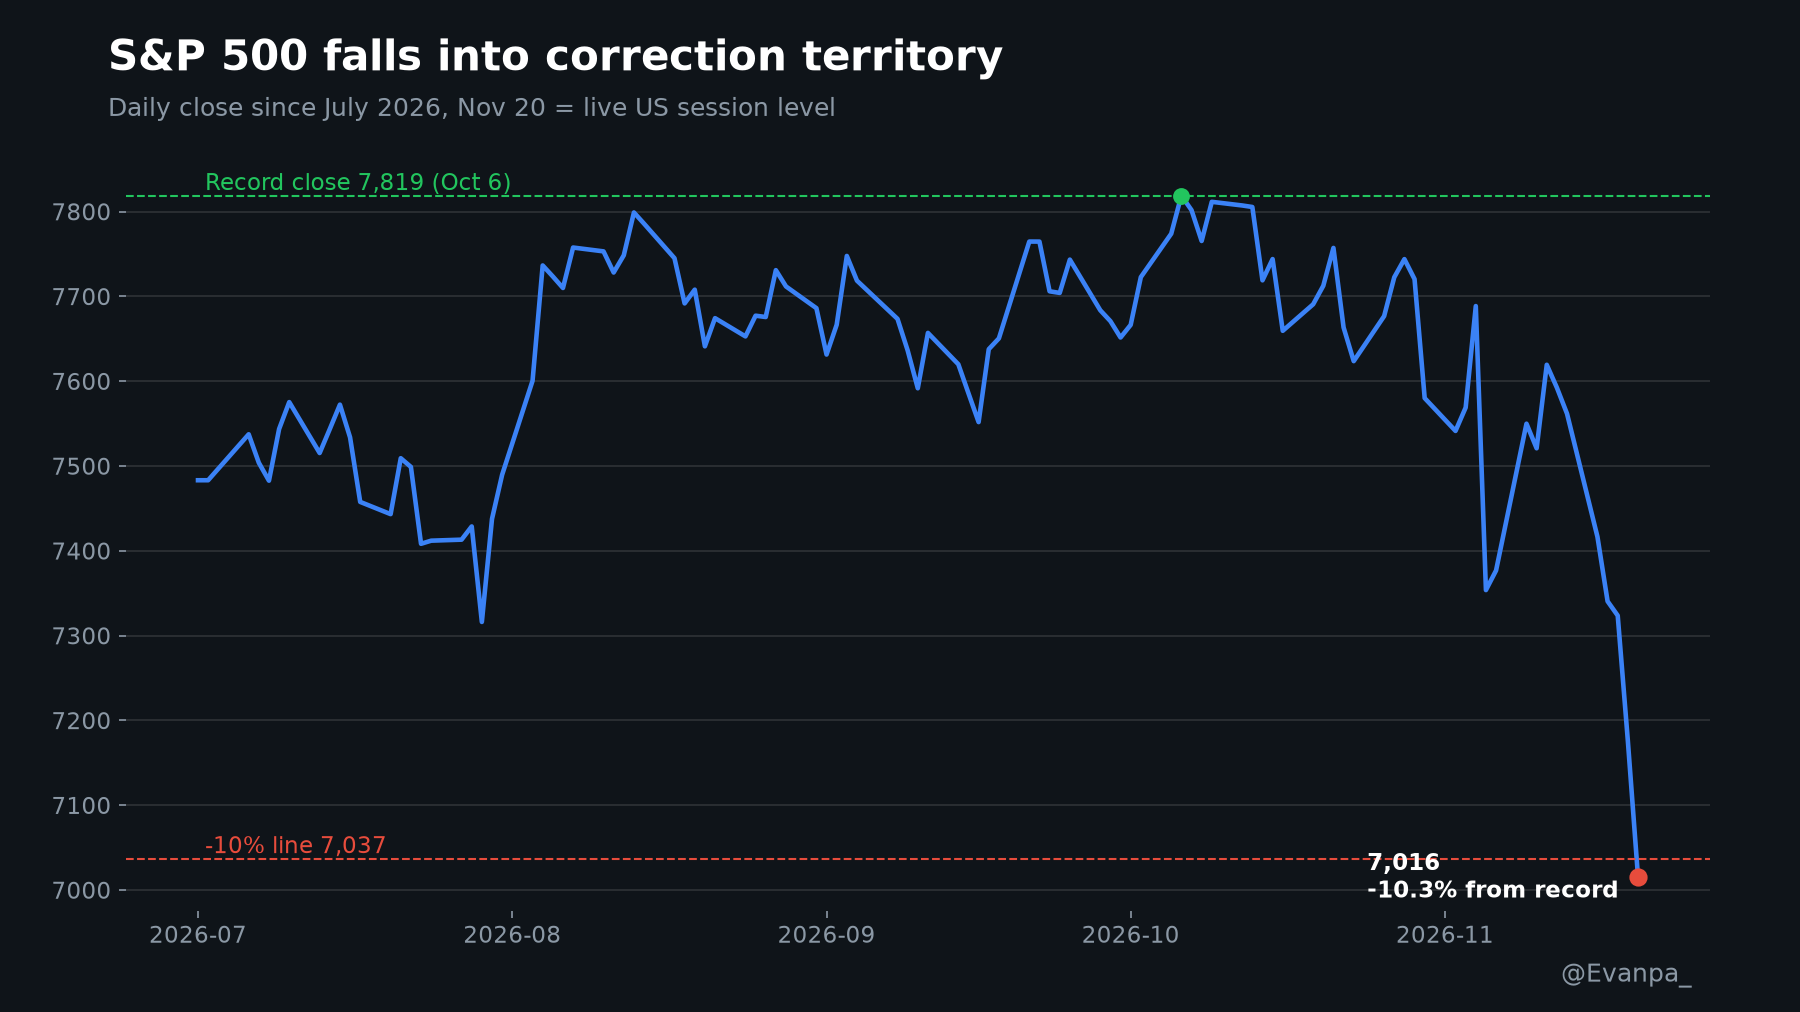 S&P 500 falls into correction territory
Daily close since July 2026, Nov 20 = live US session level
Record close 7,819 (Oct 6)
7800
7700
7600
7500
7400
7300
7200
7100
-10% line 7,037
7,016
7000
-10.3% from record
2026-07
2026-08
2026-09
2026-10
2026-11
@Evanpa_